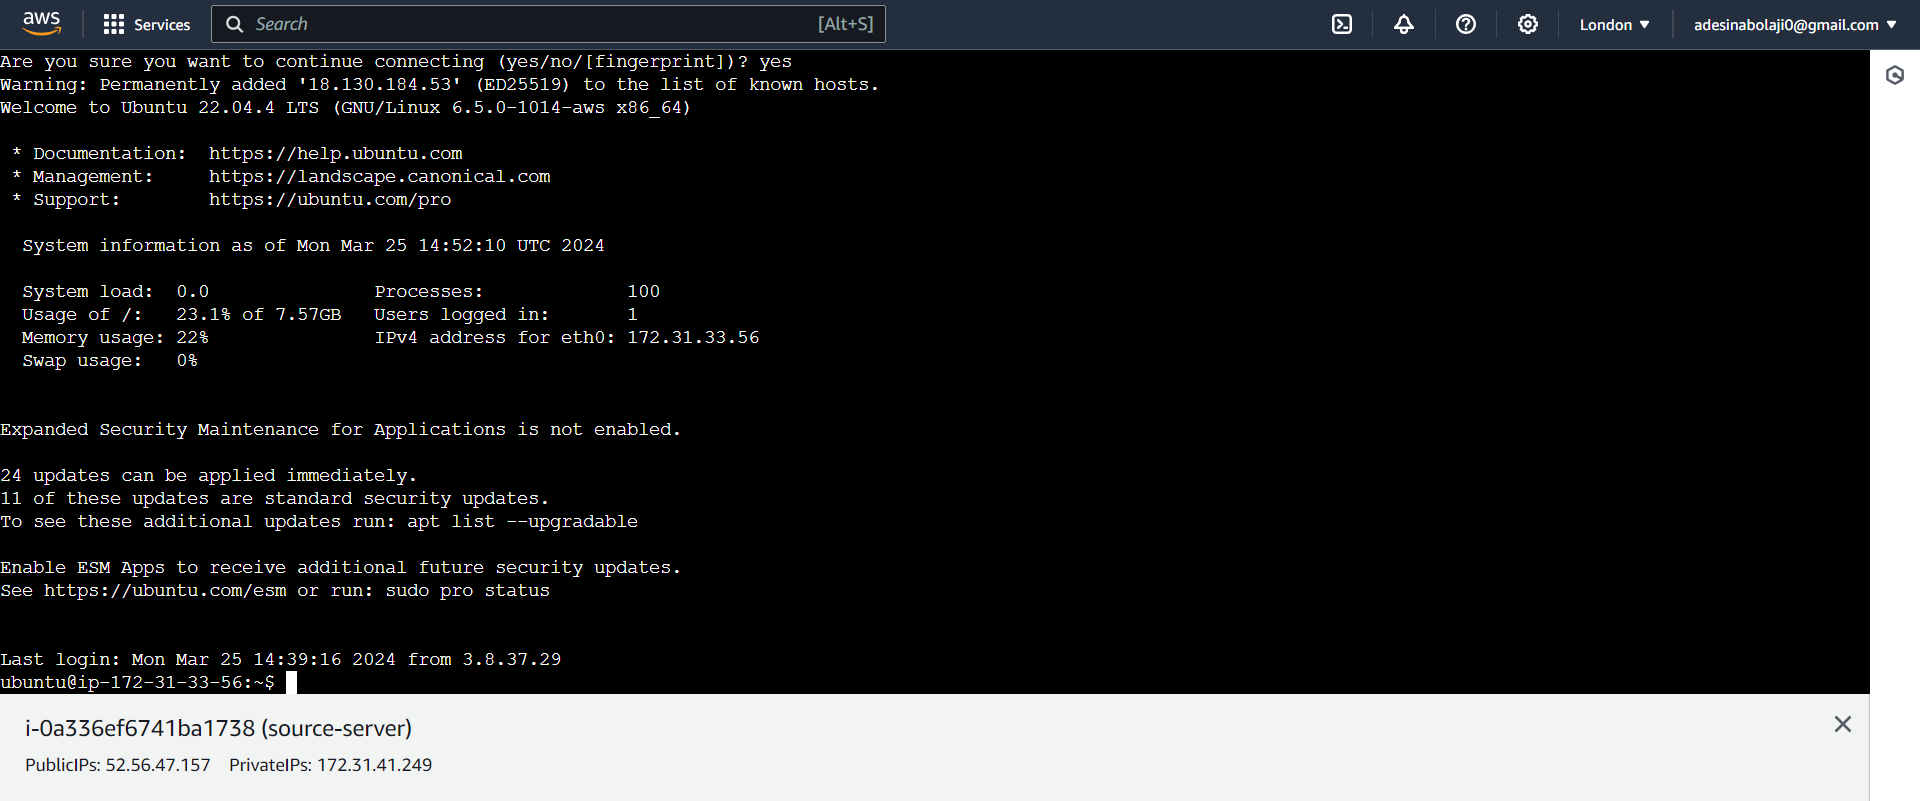 aws Services Search [Alt+S] London adesinabolaji0@gmail.com
Are you sure you want to continue connecting (yes/no/[fingerprint])? yes
Warning: Permanently added '18.130.184.53' (ED25519) to the list of known hosts.
Welcome to Ubuntu 22.04.4 LTS (GNU/Linux 6.5.0-1014-aws x86_64)
* Documentation: https://help.ubuntu.com
* Management: https://landscape.canonical.com
* Support: https://ubuntu.com/pro
System information as of Mon Mar 25 14:52:10 UTC 2024
System load: 0.0 Processes: 100
Usage of /: 23.1% of 7.57GB Users logged in: 1
Memory usage: 22% IPv4 address for eth0: 172.31.33.56
Swap usage: 0%
Expanded Security Maintenance for Applications is not enabled.
24 updates can be applied immediately.
11 of these updates are standard security updates.
To see these additional updates run: apt list --upgradable
Enable ESM Apps to receive additional future security updates.
See https://ubuntu.com/esm or run: sudo pro status
Last login: Mon Mar 25 14:39:16 2024 from 3.8.37.29
ubuntu@ip-172-31-33-56:~$
i-0a336ef6741ba1738 (source-server)
PublicIPs: 52.56.47.157 PrivateIPs: 172.31.41.249